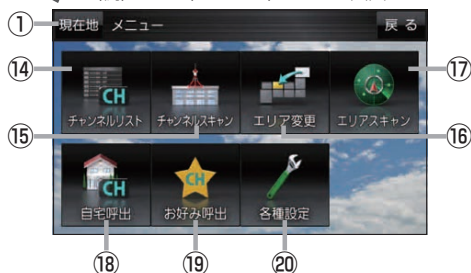 ① 現在地 メニュー 戻る
⑭ ⑰
CH
チャンネルリスト チャンネルスキャン エリア変更 エリアスキャン
⑮ ⑯
CH CH
自宅呼出 お好み呼出 各種設定
⑱ ⑲ ⑳